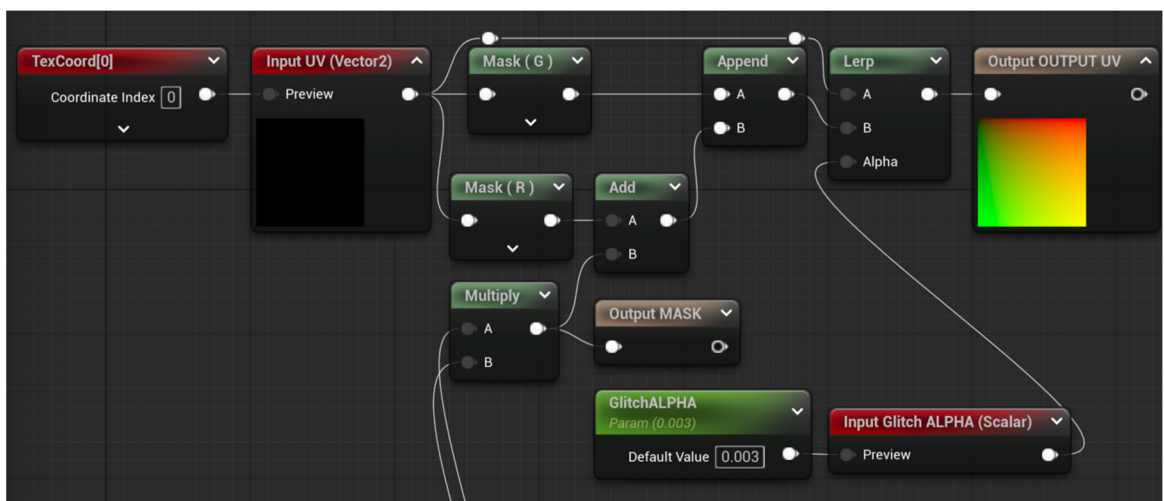 TexCoord[0]
Coordinate Index 0
Input UV (Vector2)
Preview
Mask ( G )
Append
A
B
Lerp
A
B
Alpha
Output OUTPUT UV
Mask ( R )
Add
A
B
Multiply
A
B
Output MASK
GlitchALPHA
Param (0.003)
Default Value 0.003
Input Glitch ALPHA (Scalar)
Preview